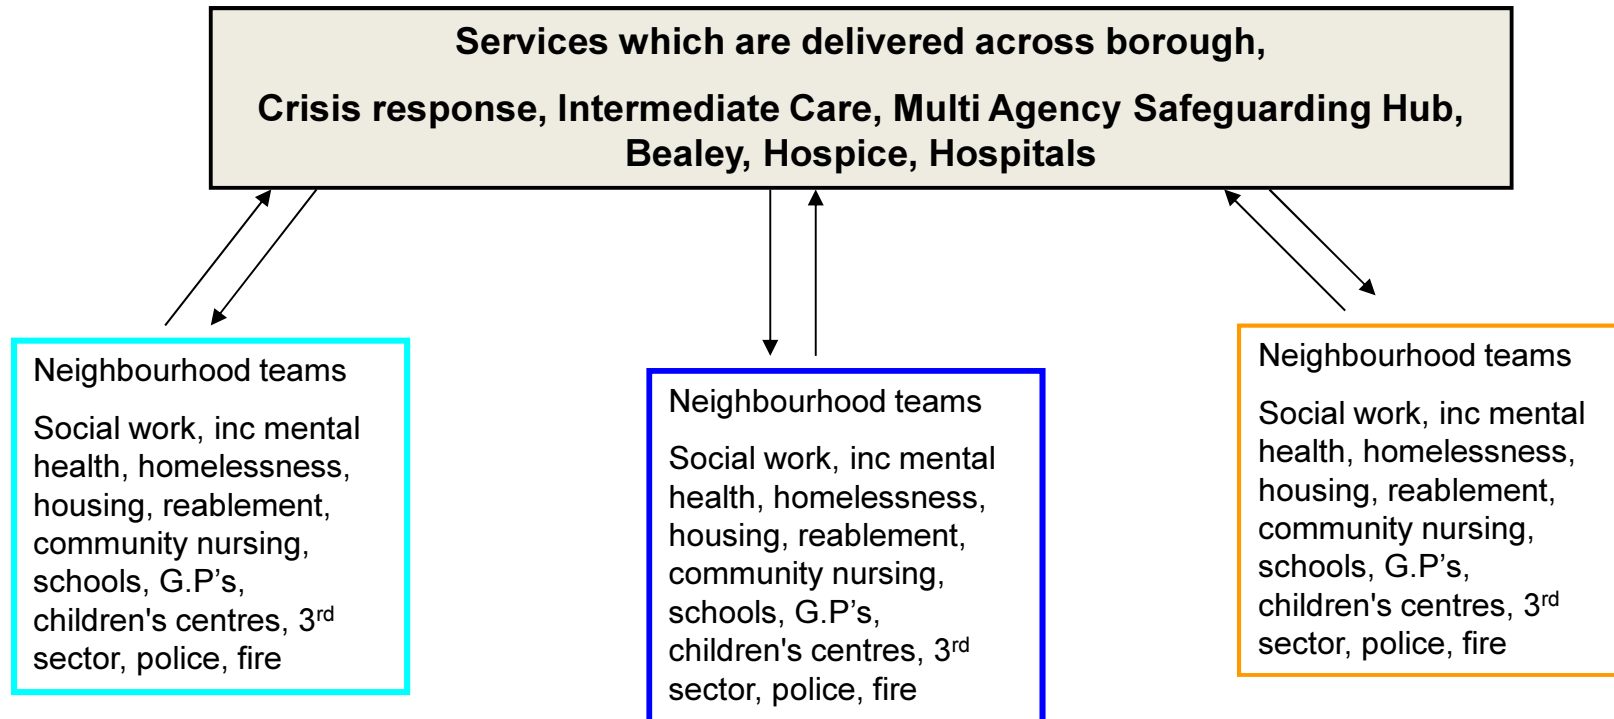 Services which are delivered across borough,
Crisis response, Intermediate Care, Multi Agency Safeguarding Hub,
Bealey, Hospice, Hospitals
Neighbourhood teams
Social work, inc mental
health, homelessness,
housing, reablement,
community nursing,
schools, G.P’s,
children's centres, 3rd
sector, police, fire
Neighbourhood teams
Social work, inc mental
health, homelessness,
housing, reablement,
community nursing,
schools, G.P’s,
children's centres, 3rd
sector, police, fire
Neighbourhood teams
Social work, inc mental
health, homelessness,
housing, reablement,
community nursing,
schools, G.P’s,
children's centres, 3rd
sector, police, fire